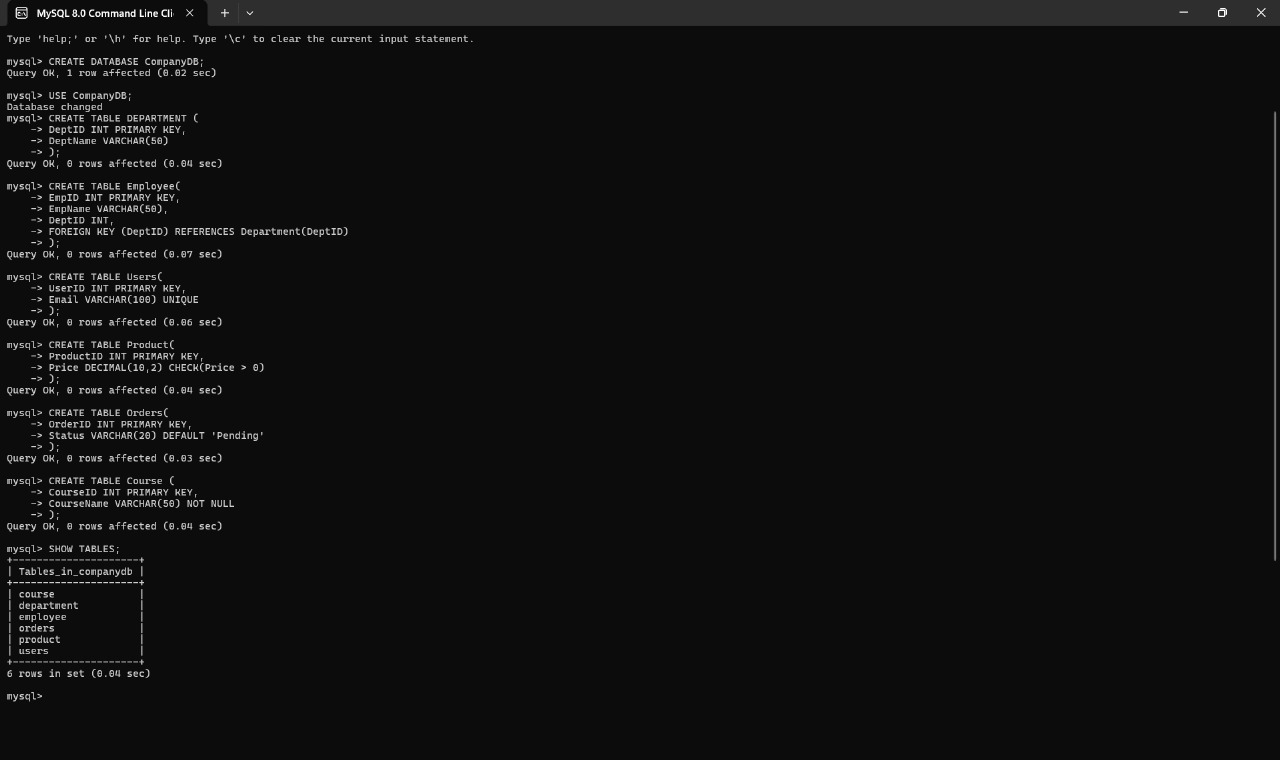 MySQL 8.0 Command Line Cli
Type 'help;' or '\h' for help. Type '\c' to clear the current input statement.
mysql> CREATE DATABASE CompanyDB;
Query OK, 1 row affected (0.02 sec)
mysql> USE CompanyDB;
Database changed
mysql> CREATE TABLE DEPARTMENT (
    -> DeptID INT PRIMARY KEY,
    -> DeptName VARCHAR(50)
    -> );
Query OK, 0 rows affected (0.04 sec)
mysql> CREATE TABLE Employee(
    -> EmpID INT PRIMARY KEY,
    -> EmpName VARCHAR(50),
    -> DeptID INT,
    -> FOREIGN KEY (DeptID) REFERENCES Department(DeptID)
    -> );
Query OK, 0 rows affected (0.07 sec)
mysql> CREATE TABLE Users(
    -> UserID INT PRIMARY KEY,
    -> Email VARCHAR(100) UNIQUE
    -> );
Query OK, 0 rows affected (0.06 sec)
mysql> CREATE TABLE Product(
    -> ProductID INT PRIMARY KEY,
    -> Price DECIMAL(10,2) CHECK(Price > 0)
    -> );
Query OK, 0 rows affected (0.04 sec)
mysql> CREATE TABLE Orders(
    -> OrderID INT PRIMARY KEY,
    -> Status VARCHAR(20) DEFAULT 'Pending'
    -> );
Query OK, 0 rows affected (0.03 sec)
mysql> CREATE TABLE Course (
    -> CourseID INT PRIMARY KEY,
    -> CourseName VARCHAR(50) NOT NULL
    -> );
Query OK, 0 rows affected (0.04 sec)
mysql> SHOW TABLES;
+---------------------+
| Tables_in_companydb |
+---------------------+
| course              |
| department          |
| employee            |
| orders              |
| product             |
| users               |
+---------------------+
6 rows in set (0.04 sec)
mysql>